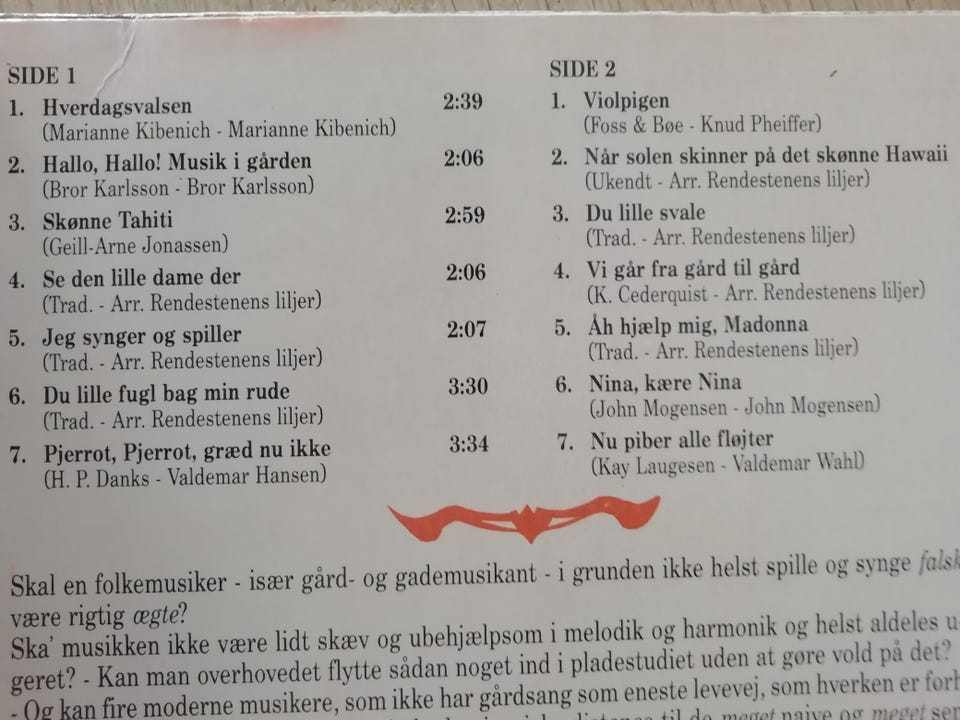 SIDE 1
1. Hverdagsvalsen 2:39
(Marianne Kibenich - Marianne Kibenich)
2. Hallo, Hallo! Musik i gården 2:06
(Bror Karlsson - Bror Karlsson)
3. Skønne Tahiti 2:59
(Geill-Arne Jonassen)
4. Se den lille dame der 2:06
(Trad. - Arr. Rendestenens liljer)
5. Jeg synger og spiller 2:07
(Trad. - Arr. Rendestenens liljer)
6. Du lille fugl bag min rude 3:30
(Trad. - Arr. Rendestenens liljer)
7. Pjerrot, Pjerrot, græd nu ikke 3:34
(H. P. Danks - Valdemar Hansen)
SIDE 2
1. Violpigen
(Foss & Bøe - Knud Pheiffer)
2. Når solen skinner på det skønne Hawaii
(Ukendt - Arr. Rendestenens liljer)
3. Du lille svale
(Trad. - Arr. Rendestenens liljer)
4. Vi går fra gård til gård
(K. Cederquist - Arr. Rendestenens liljer)
5. Åh hjælp mig, Madonna
(Trad. - Arr. Rendestenens liljer)
6. Nina, kære Nina
(John Mogensen - John Mogensen)
7. Nu piber alle fløjter
(Kay Laugesen - Valdemar Wahl)
Skal en folkemusiker - især gård- og gademusikant - i grunden ikke helst spille og synge falsk
være rigtig ægte?
Ska' musikken ikke være lidt skæv og ubehjælpsom i melodik og harmonik og helst aldeles u-
geret? - Kan man overhovedet flytte sådan noget ind i pladestudiet uden at gøre vold på det?
- Og kan fire moderne musikere, som ikke har gårdsang som eneste levevej, som hverken er
til de meget naive og meget